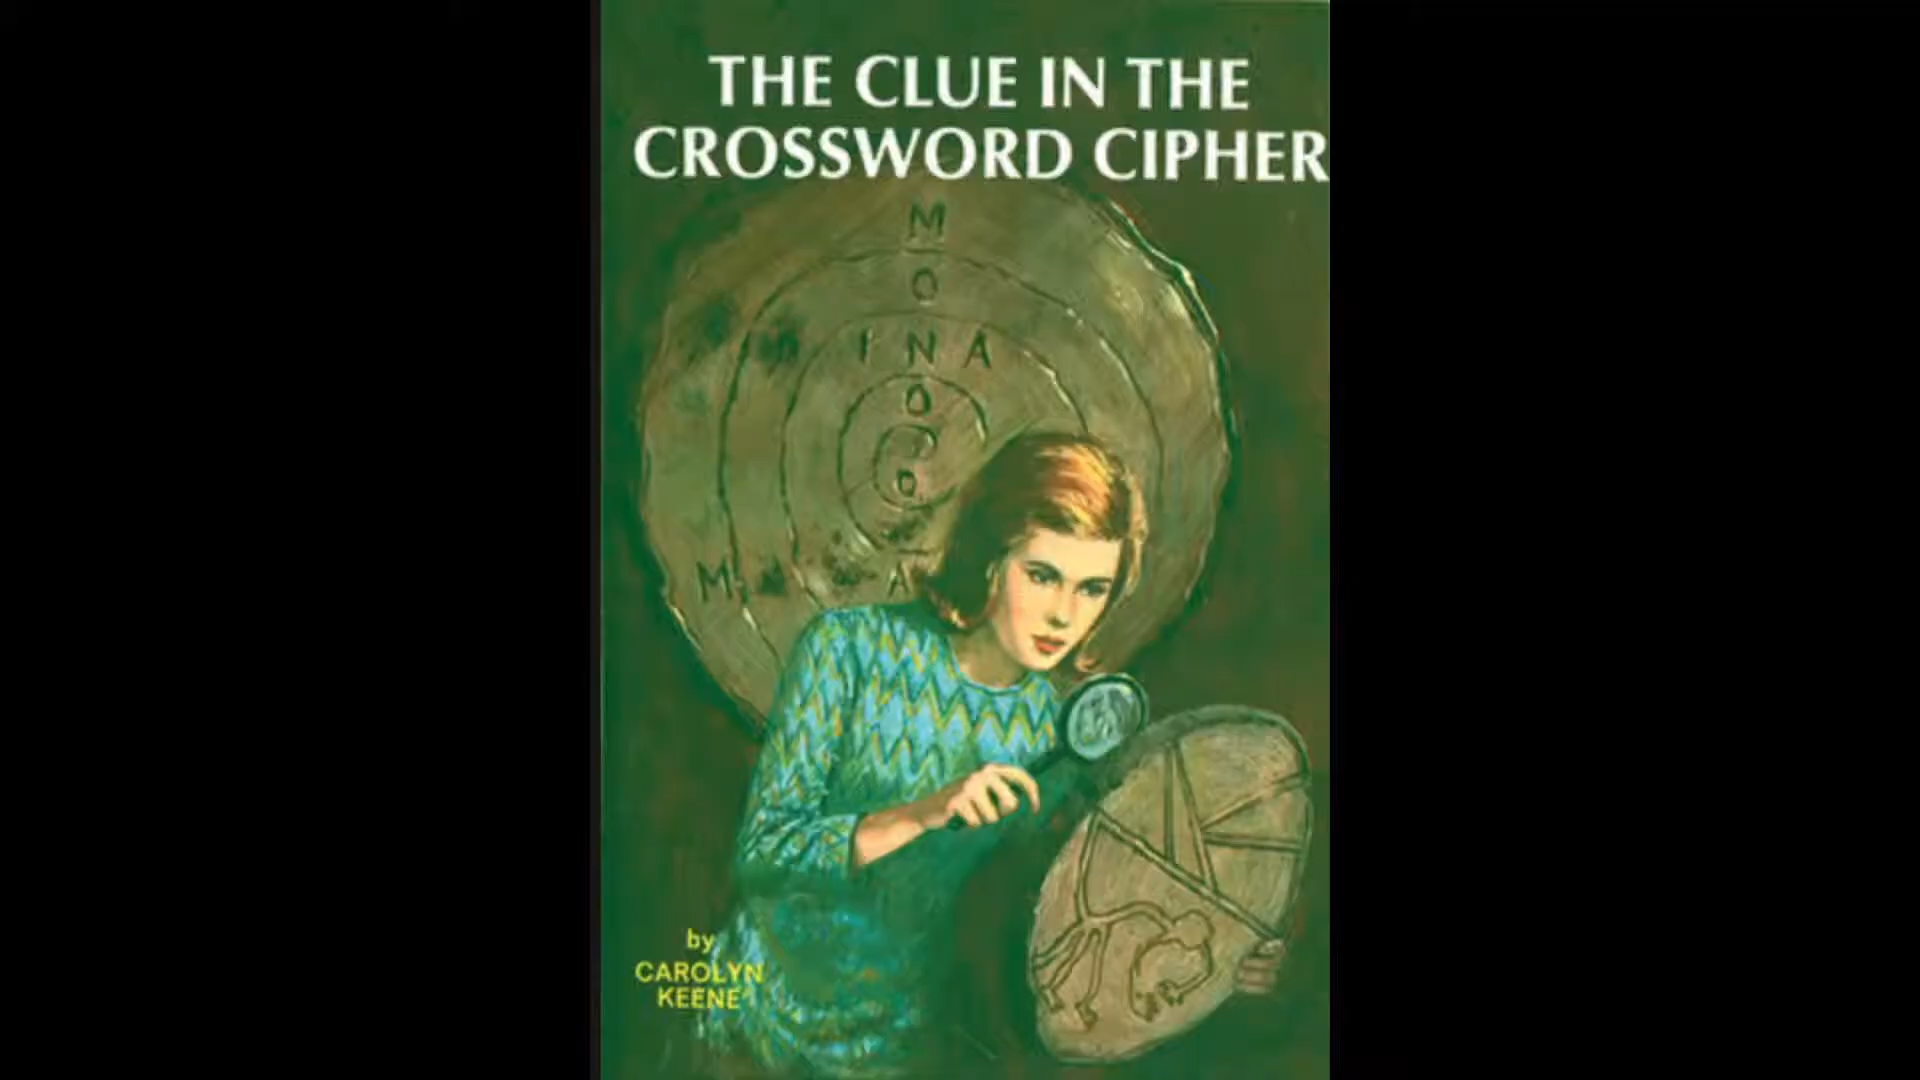 THE CLUE IN THE
CROSSWORD CIPHER
M
O
I N A
O
M
A
by
CAROLYN
KEENE